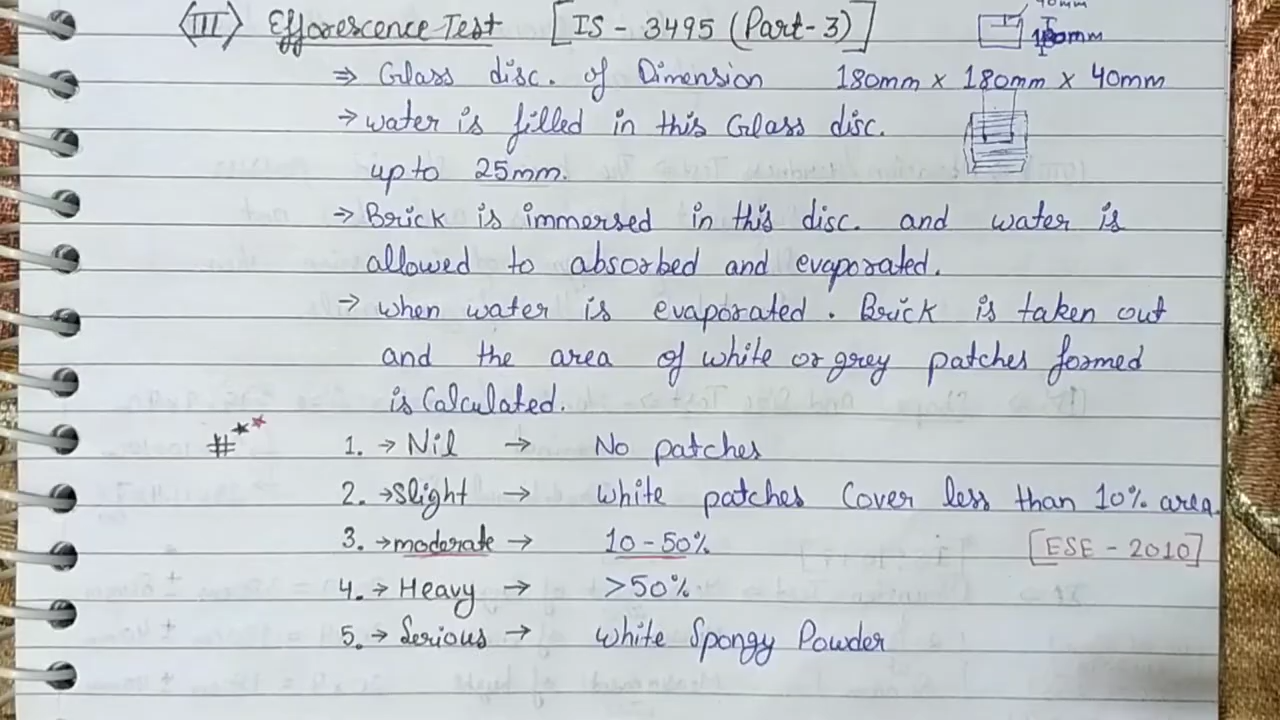 <III> Efforescence Test [IS - 3495 (Part-3)]
40mm
180mm
⇒ Glass disc. of Dimension 180mm x 180mm x 40mm
→ water is filled in this Glass disc.
up to 25mm.
→ Brick is immersed in this disc. and water is
allowed to absorbed and evaporated.
→ when water is evaporated. Brick is taken out
and the area of white or grey patches formed
is Calculated.
#** 1. → Nil → No patches
2. → Slight → white patches Cover less than 10% area.
3. → moderate → 10-50% [ESE - 2010]
4. → Heavy → >50%
5. → Serious → white Spongy Powder